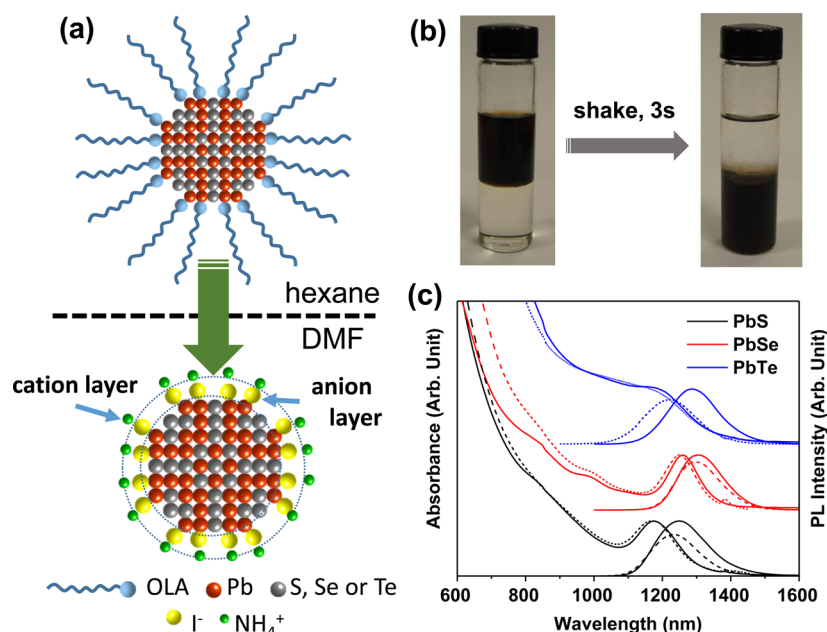 (a)
hexane
DMF
cation layer
anion
layer
OLA Pb S, Se or Te
I⁻ NH₄⁺
(b)
shake, 3s
(c)
PbS
PbSe
PbTe
Absorbance (Arb. Unit)
PL Intensity (Arb. Unit)
600 800 1000 1200 1400 1600
Wavelength (nm)